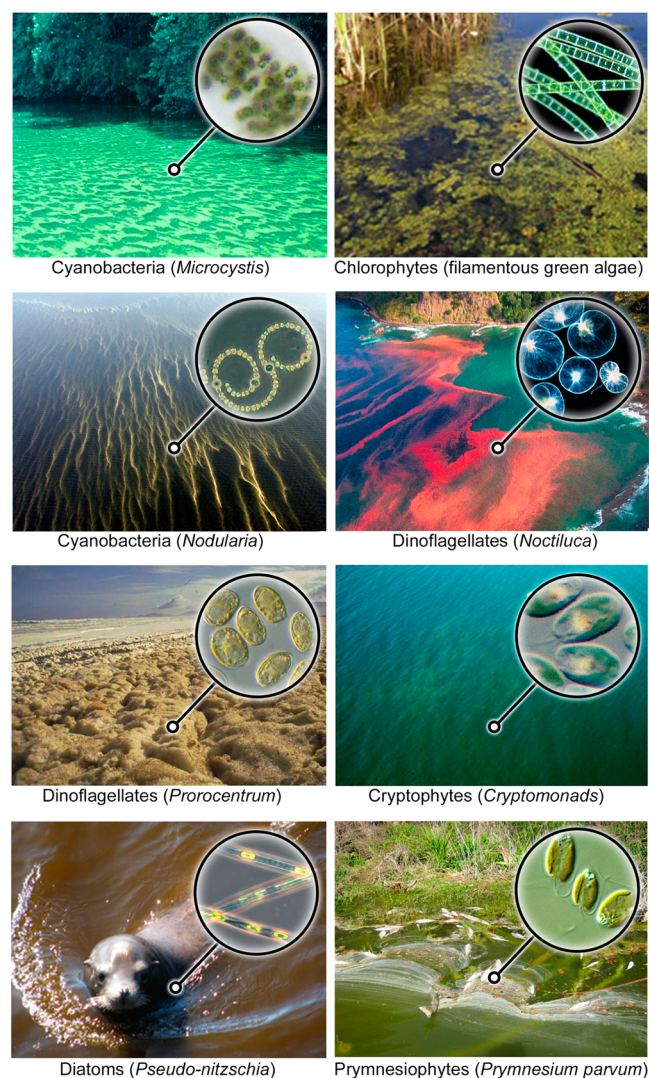 Cyanobacteria (Microcystis)
Chlorophytes (filamentous green algae)
Cyanobacteria (Nodularia)
Dinoflagellates (Noctiluca)
Dinoflagellates (Prorocentrum)
Cryptophytes (Cryptomonads)
Diatoms (Pseudo-nitzschia)
Prymnesiophytes (Prymnesium parvum)